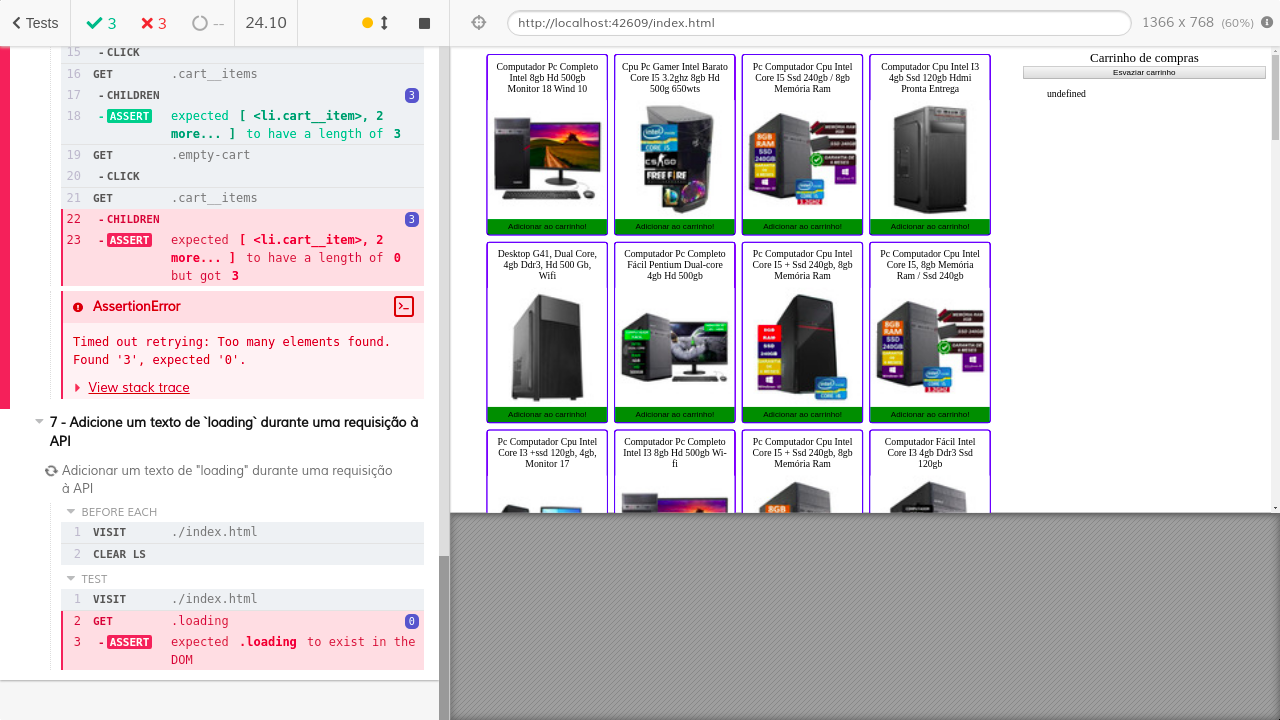 Tests
3
3
--
24.10
http://localhost:42609/index.html
1366 x 768 (60%)
15 -CLICK
16 GET .cart__items
17 -CHILDREN 3
18 -ASSERT expected [ <li.cart__item>, 2
more... ] to have a length of 3
19 GET .empty-cart
20 -CLICK
21 GET .cart__items
22 -CHILDREN 3
23 -ASSERT expected [ <li.cart__item>, 2
more... ] to have a length of 0
but got 3
AssertionError
Timed out retrying: Too many elements found.
Found '3', expected '0'.
View stack trace
7 - Adicione um texto de `loading` durante uma requisição à
API
Adicionar um texto de "loading" durante uma requisição
à API
BEFORE EACH
1 VISIT ./index.html
2 CLEAR LS
TEST
1 VISIT ./index.html
2 GET .loading 0
3 -ASSERT expected .loading to exist in the
DOM
Computador Pc Completo
Intel 8gb Hd 500gb
Monitor 18 Wind 10
Adicionar ao carrinho!
Cpu Pc Gamer Intel Barato
Core I5 3.2ghz 8gb Hd
500g 650wts
Adicionar ao carrinho!
Pc Computador Cpu Intel
Core I5 Ssd 240gb / 8gb
Memória Ram
Adicionar ao carrinho!
Computador Cpu Intel I3
4gb Ssd 120gb Hdmi
Pronta Entrega
Adicionar ao carrinho!
Desktop G41, Dual Core,
4gb Ddr3, Hd 500 Gb,
Wifi
Adicionar ao carrinho!
Computador Pc Completo
Fácil Pentium Dual-core
4gb Hd 500gb
Adicionar ao carrinho!
Pc Computador Cpu Intel
Core I5 + Ssd 240gb, 8gb
Memória Ram
Adicionar ao carrinho!
Pc Computador Cpu Intel
Core I5, 8gb Memória
Ram / Ssd 240gb
Adicionar ao carrinho!
Pc Computador Cpu Intel
Core I3 +ssd 120gb, 4gb,
Monitor 17
Computador Pc Completo
Intel I3 8gb Hd 500gb Wi-
fi
Pc Computador Cpu Intel
Core I5 + Ssd 240gb, 8gb
Memória Ram
Computador Fácil Intel
Core I3 4gb Ddr3 Ssd
120gb
Carrinho de compras
Esvaziar carrinho
undefined